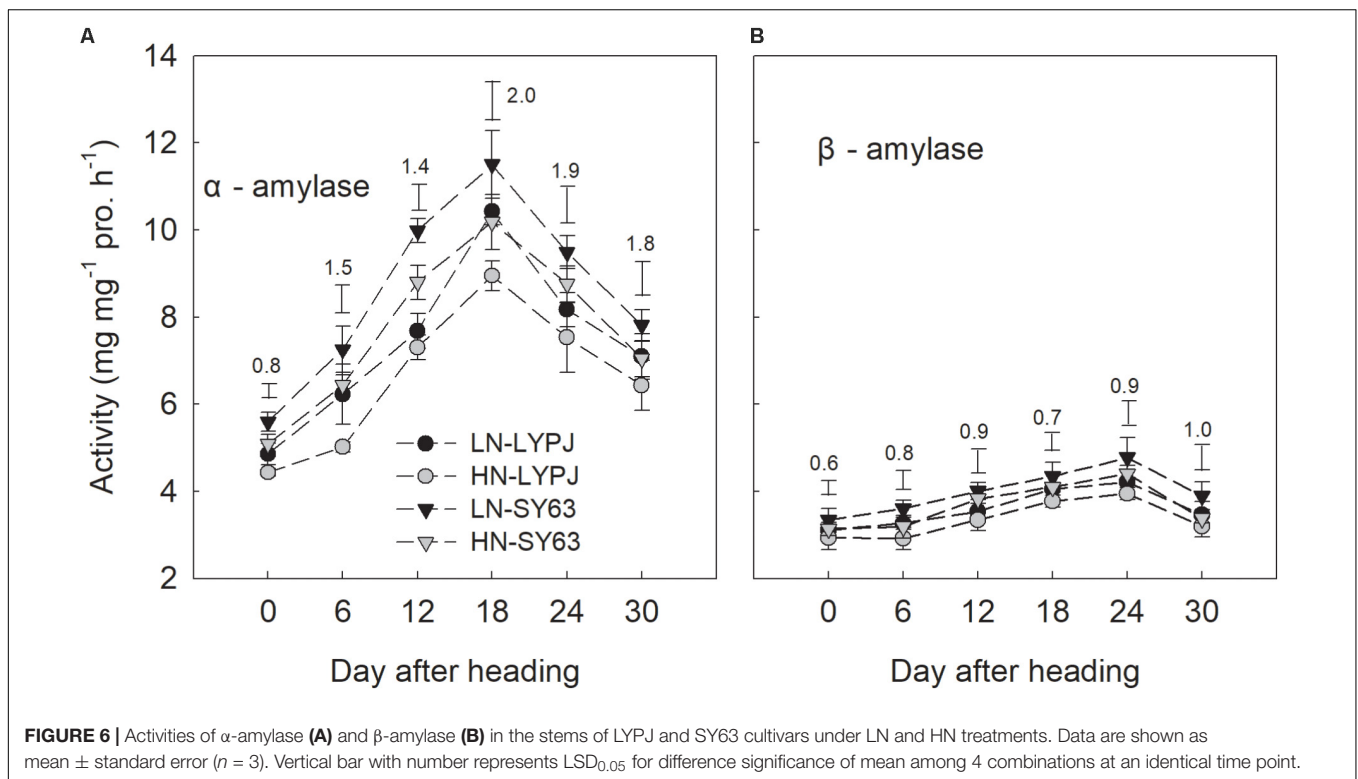 A
B
14
12
10
8
6
4
2
Activity (mg mg⁻¹ pro. h⁻¹)
α - amylase
0.8
1.5
1.4
2.0
1.9
1.8
LN-LYPJ
HN-LYPJ
LN-SY63
HN-SY63
0 6 12 18 24 30
Day after heading
β - amylase
0.6
0.8
0.9
0.7
0.9
1.0
0 6 12 18 24 30
Day after heading
FIGURE 6 | Activities of α-amylase (A) and β-amylase (B) in the stems of LYPJ and SY63 cultivars under LN and HN treatments. Data are shown as
mean ± standard error (n = 3). Vertical bar with number represents LSD₀.₀₅ for difference significance of mean among 4 combinations at an identical time point.